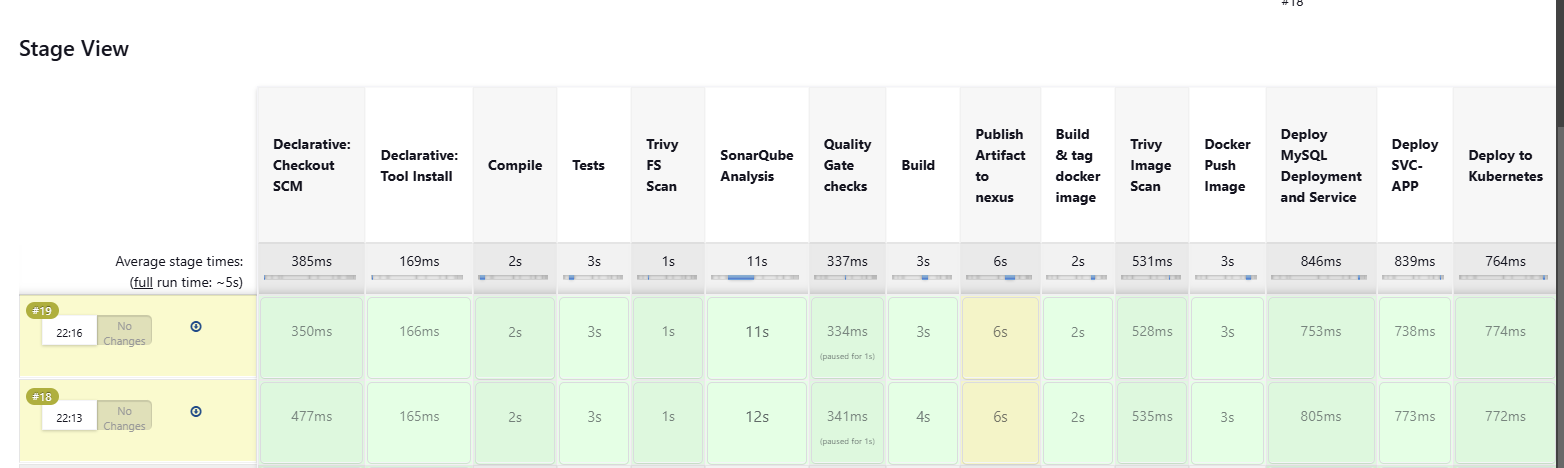 #18
Stage View
Declarative:
Checkout
SCM
Declarative:
Tool Install
Compile
Tests
Trivy
FS
Scan
SonarQube
Analysis
Quality
Gate
checks
Build
Publish
Artifact
to
nexus
Build
& tag
docker
image
Trivy
Image
Scan
Docker
Push
Image
Deploy
MySQL
Deployment
and Service
Deploy
SVC-
APP
Deploy to
Kubernetes
Average stage times:
(full run time: ~5s)
385ms 169ms 2s 3s 1s 11s 337ms 3s 6s 2s 531ms 3s 846ms 839ms 764ms
#19
22:16
No
Changes
350ms 166ms 2s 3s 1s 11s 334ms 3s 6s 2s 528ms 3s 753ms 738ms 774ms
(paused for 1s)
#18
22:13
No
Changes
477ms 165ms 2s 3s 1s 12s 341ms 4s 6s 2s 535ms 3s 805ms 773ms 772ms
(paused for 1s)